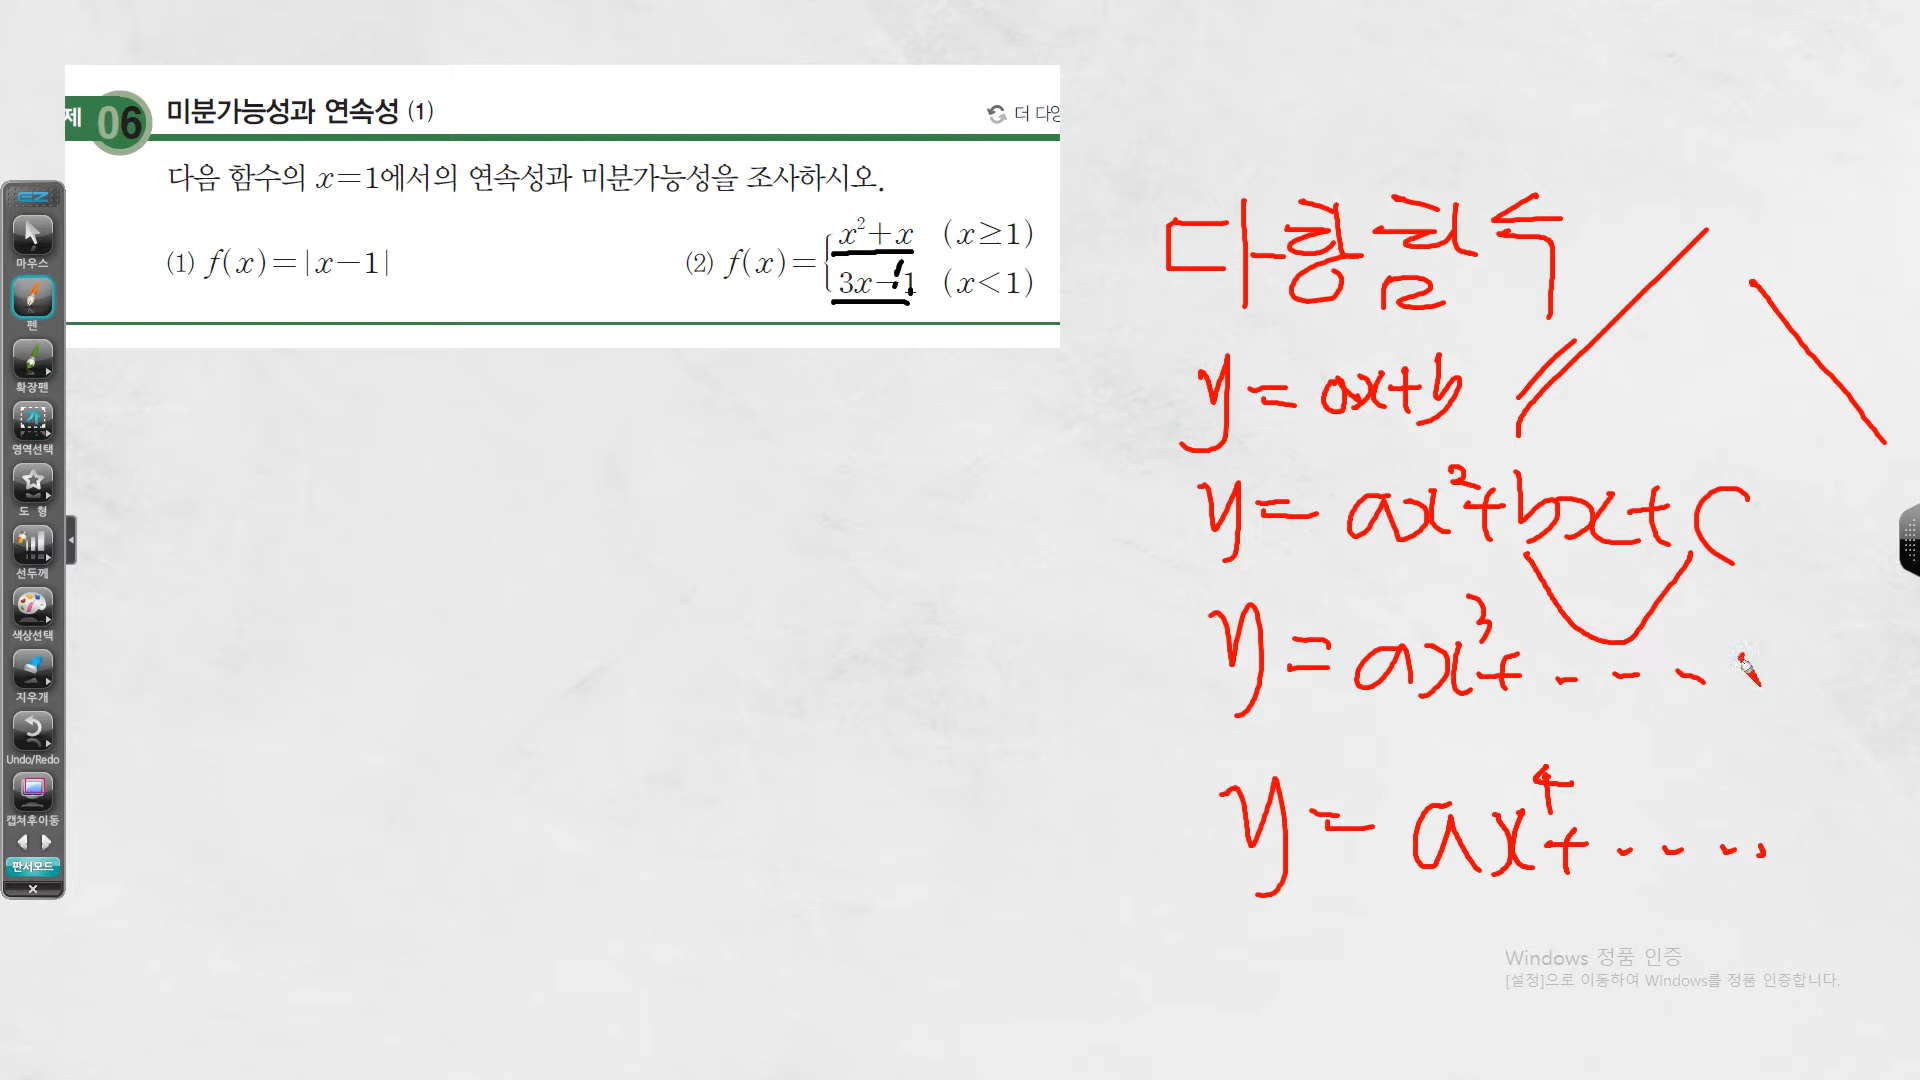 제 06 미분가능성과 연속성 (1)
더 다양
다음 함수의 x=1에서의 연속성과 미분가능성을 조사하시오.
(1) f(x)=|x-1|
(2) f(x)={x²+x (x≥1)
3x-1 (x<1)
다항함수
y=ax+b
y=ax²+bx+c
y=ax³+----
y=ax⁴+....
EZ
마우스
펜
확장펜
가
영역선택
도 형
선두께
색상선택
지우개
Undo/Redo
캡쳐후이동
판서모드
Windows 정품 인증
[설정]으로 이동하여 Windows를 정품 인증합니다.